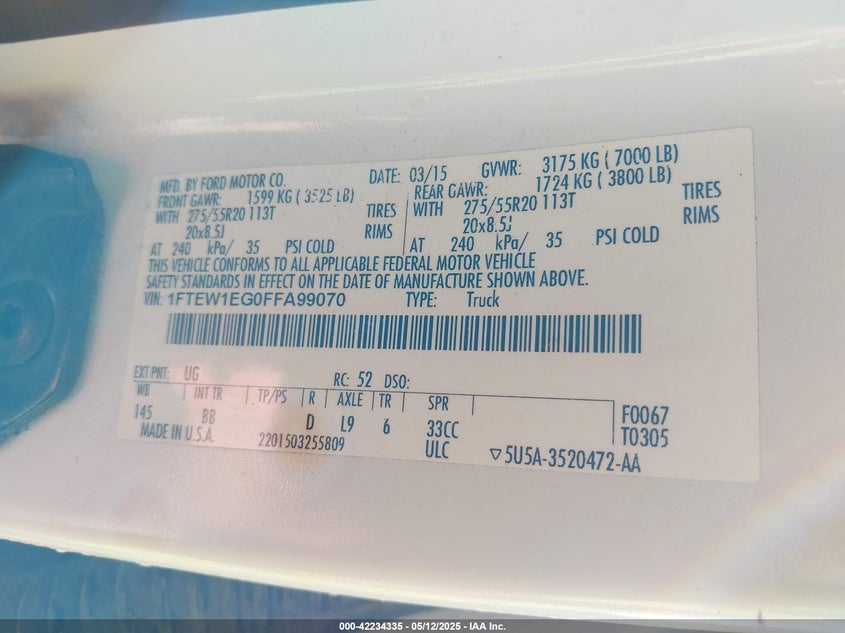 MFD. BY FORD MOTOR CO. DATE: 03/15 GVWR: 3175 KG ( 7000 LB)
FRONT GAWR: 1599 KG ( 3525 LB) REAR GAWR: 1724 KG ( 3800 LB)
WITH 275/55R20 113T TIRES WITH 275/55R20 113T TIRES
20x8.5J RIMS 20x8.5J RIMS
AT 240 kPa/ 35 PSI COLD AT 240 kPa/ 35 PSI COLD
THIS VEHICLE CONFORMS TO ALL APPLICABLE FEDERAL MOTOR VEHICLE
SAFETY STANDARDS IN EFFECT ON THE DATE OF MANUFACTURE SHOWN ABOVE.
VIN: 1FTEW1EG0FFA99070 TYPE: Truck
EXT PNT: UG RC: 52 DSO:
WB INT TR TP/PS R AXLE TR SPR
145 BB D L9 6 33CC F0067
MADE IN U.S.A. 2201503255809 ULC T0305
▽5U5A-3520472-AA
000-42234335 - 05/12/2025 - IAA Inc.